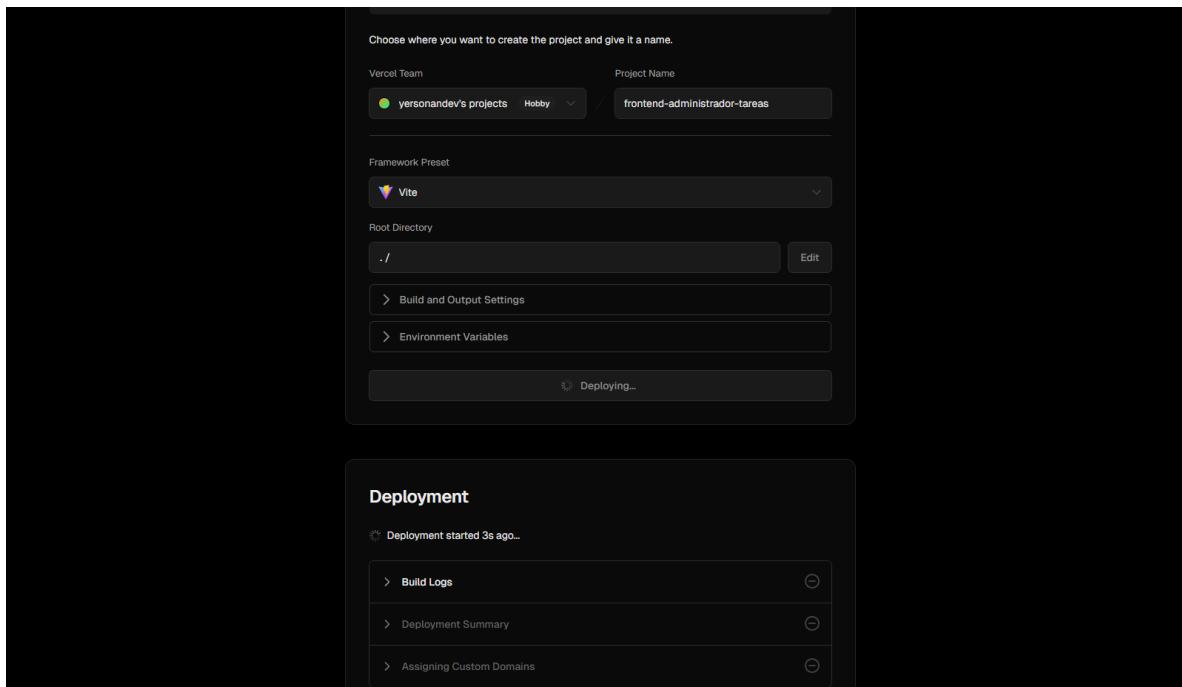 Choose where you want to create the project and give it a name.
Vercel Team
Project Name
yersonandev's projects Hobby
frontend-administrador-tareas
Framework Preset
Vite
Root Directory
./
Edit
Build and Output Settings
Environment Variables
Deploying...
Deployment
Deployment started 3s ago...
Build Logs
Deployment Summary
Assigning Custom Domains